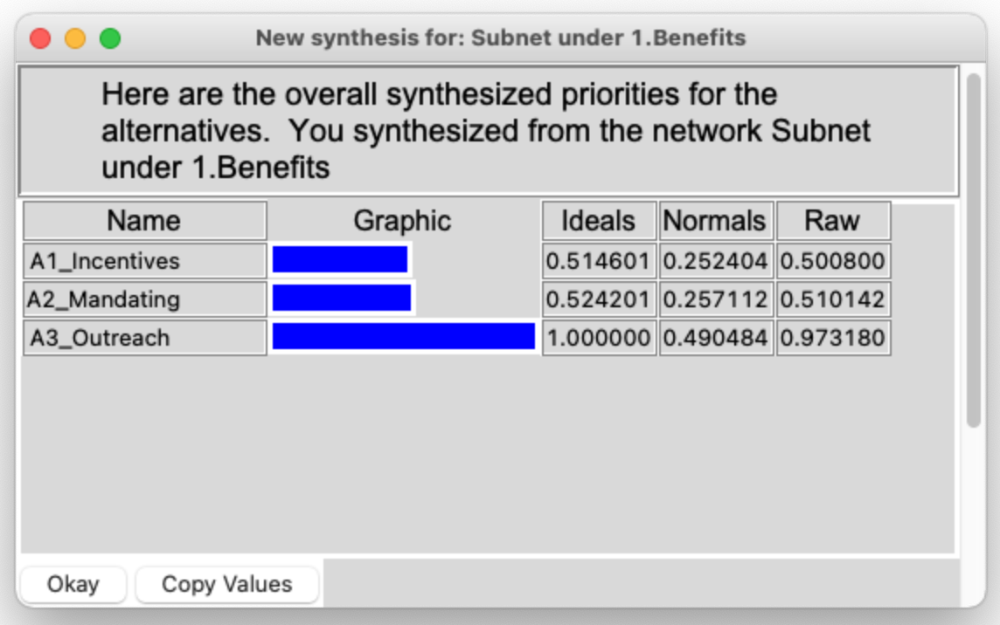 New synthesis for: Subnet under 1.Benefits
Here are the overall synthesized priorities for the
alternatives.  You synthesized from the network Subnet
under 1.Benefits
Name Graphic Ideals Normals Raw
A1_Incentives 0.514601 0.252404 0.500800
A2_Mandating 0.524201 0.257112 0.510142
A3_Outreach 1.000000 0.490484 0.973180
Okay Copy Values